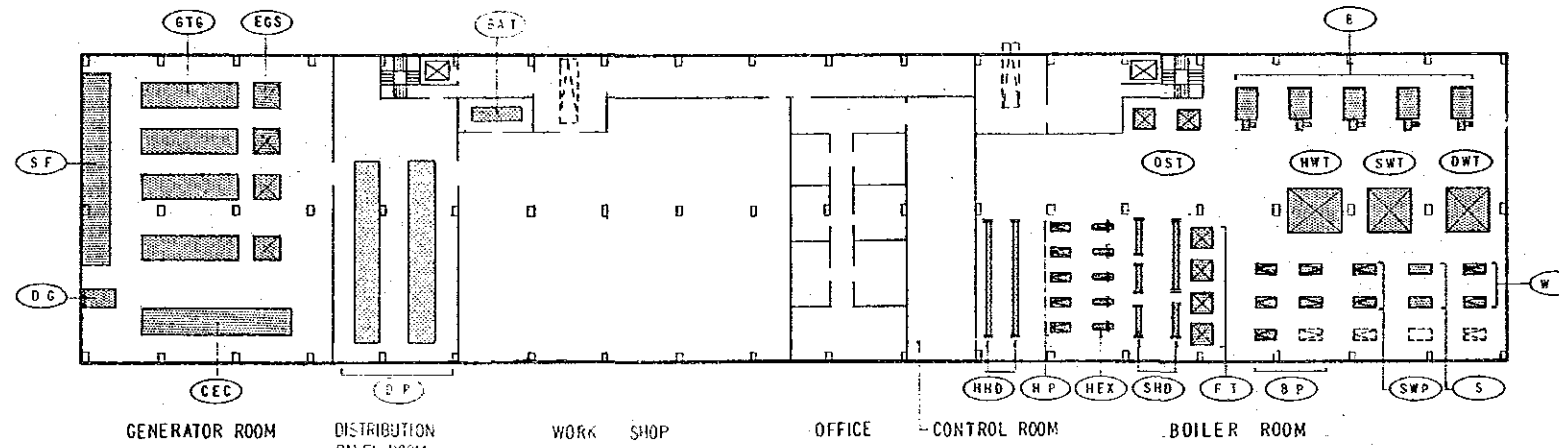 GTG EGS BAT B
SF
OST HWT SWT DWT
DG W
CEC DP HHD HP HEX SHD FT BP SWP S
GENERATOR ROOM DISTRIBUTION WORK SHOP OFFICE CONTROL ROOM BOILER ROOM